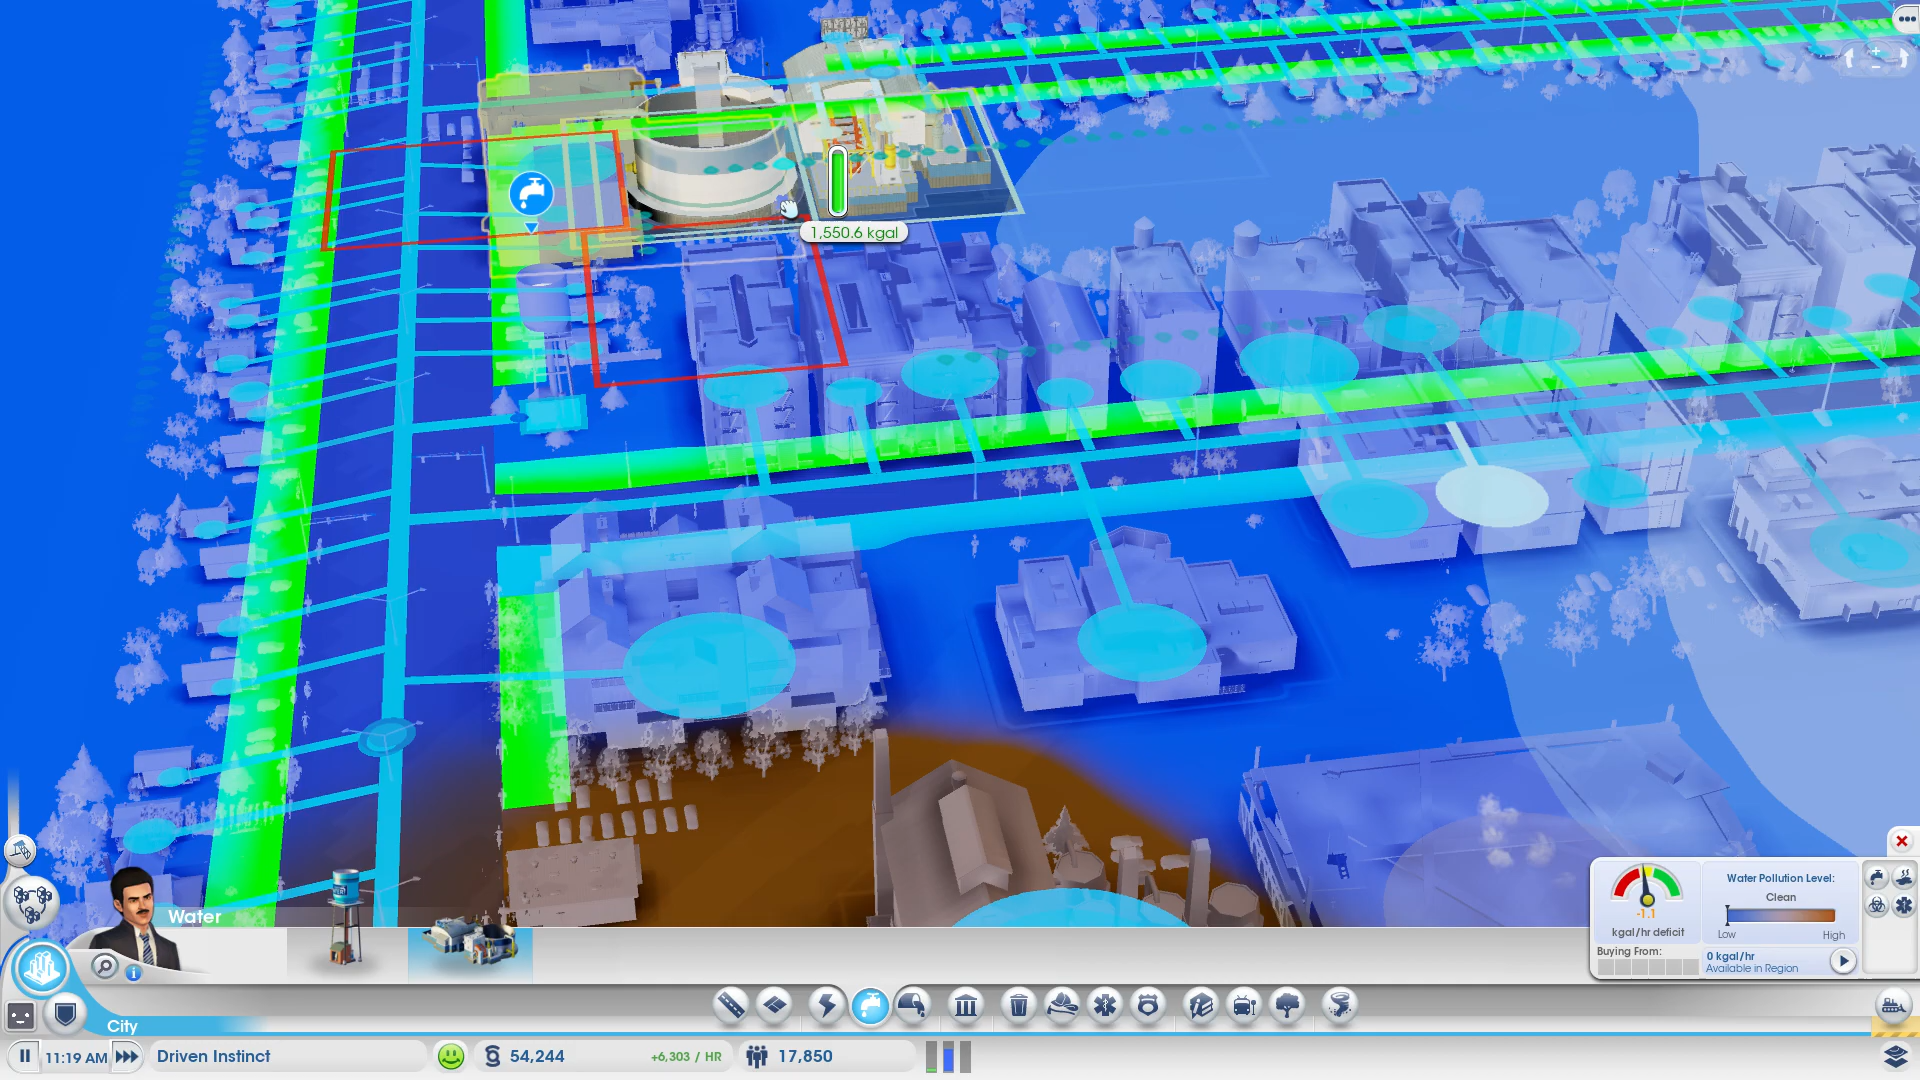 1,550.6 kgal
Water
-1.1
kgal/hr deficit
Water Pollution Level:
Clean
Low
High
Buying From:
0 kgal/hr
Available in Region
City
11:19 AM
Driven Instinct
54,244
+6,303 / HR
17,850